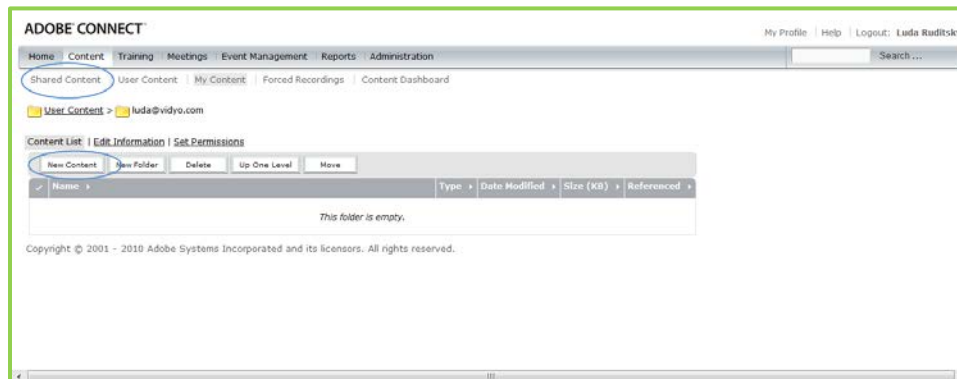 ADOBE® CONNECT™
My Profile | Help | Logout: Luda Ruditsk
Home Content Training Meetings Event Management Reports Administration Search ...
Shared Content | User Content | My Content | Forced Recordings | Content Dashboard
User Content > luda@vidyo.com
Content List | Edit Information | Set Permissions
New Content New Folder Delete Up One Level Move
Name Type Date Modified Size (KB) Referenced
This folder is empty.
Copyright © 2001 - 2010 Adobe Systems Incorporated and its licensors. All rights reserved.